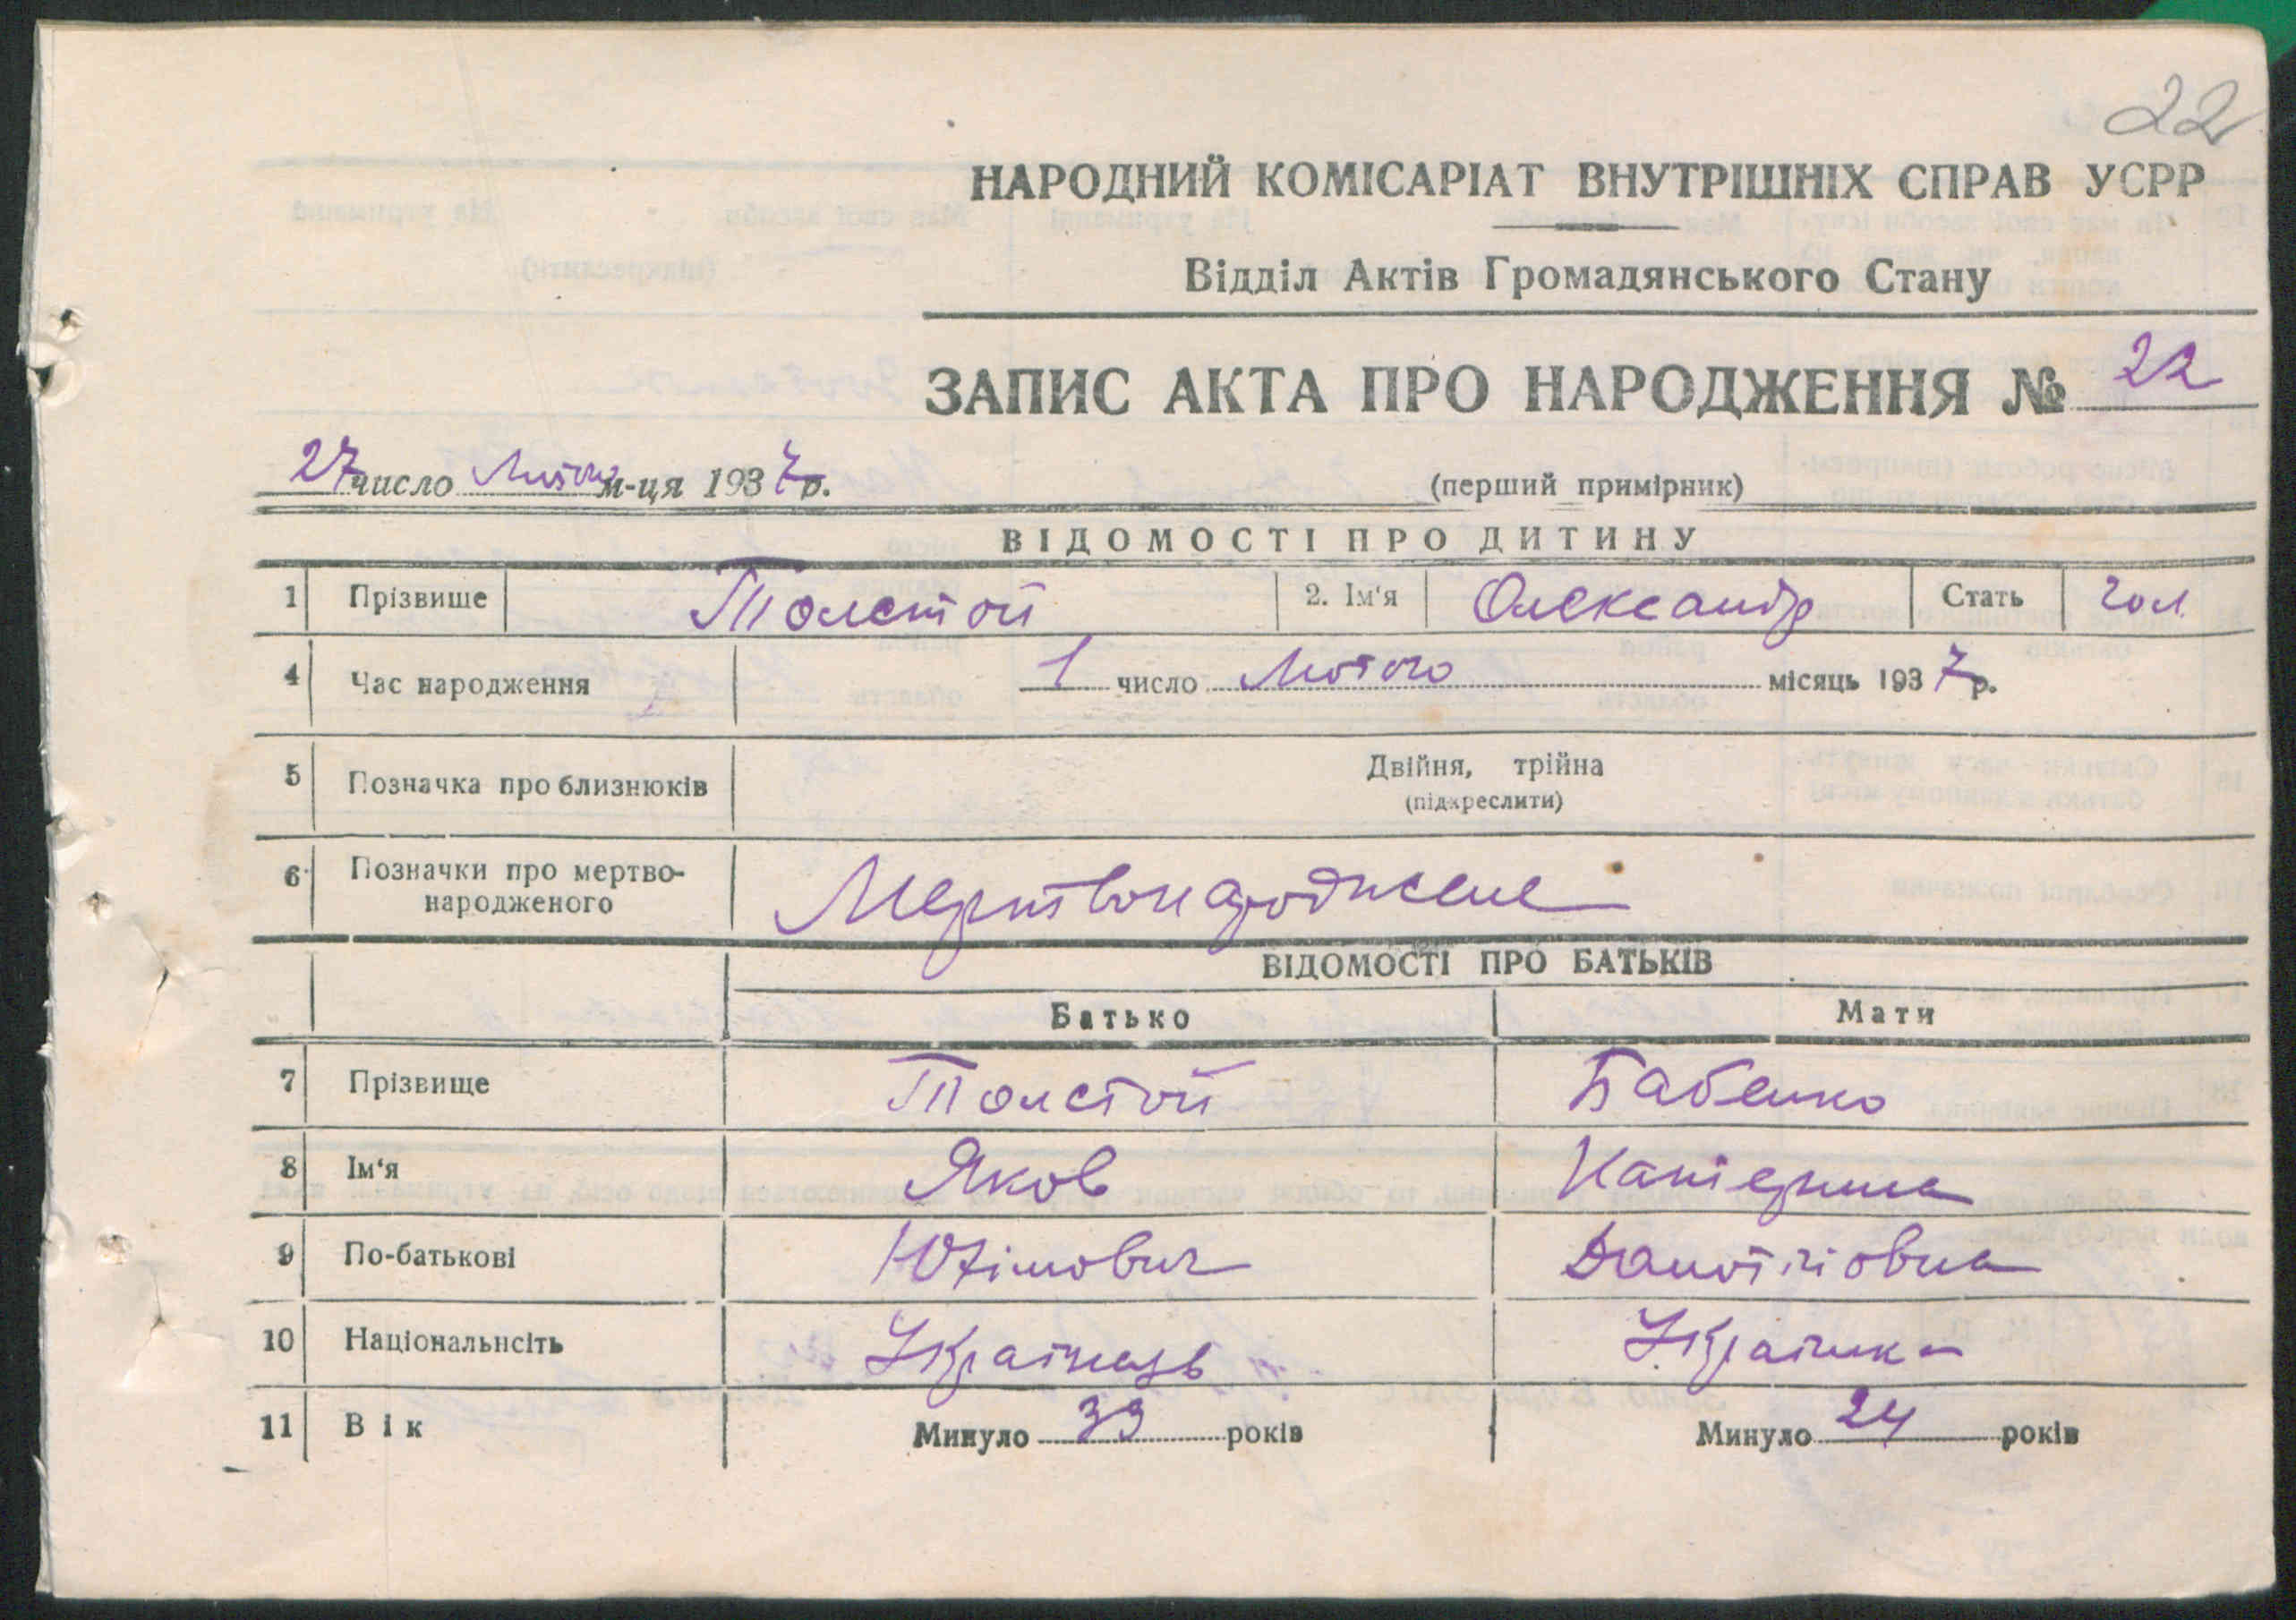 22
НАРОДНИЙ КОМІСАРІАТ ВНУТРІШНІХ СПРАВ УСРР
Відділ Актів Громадянського Стану
ЗАПИС АКТА ПРО НАРОДЖЕННЯ № 22
27 число Лютого м-ця 1937 р.
(перший примірник)
ВІДОМОСТІ ПРО ДИТИНУ
1 Прізвище Толстой 2. Ім'я Олександр Стать Чол.
4 Час народження 1 число Лютого місяць 1937 р.
5 Позначка про близнюків Двійня, трійна
(підкреслити)
6 Позначки про мертво-
народженого Мертвонароджене
ВІДОМОСТІ ПРО БАТЬКІВ
Батько Мати
7 Прізвище Толстой Бабенко
8 Ім'я Яков Катерина
9 По-батькові Юхімович
10 Національнсіть Українець Українка
11 Вік Минуло 33 років Минуло 24 років